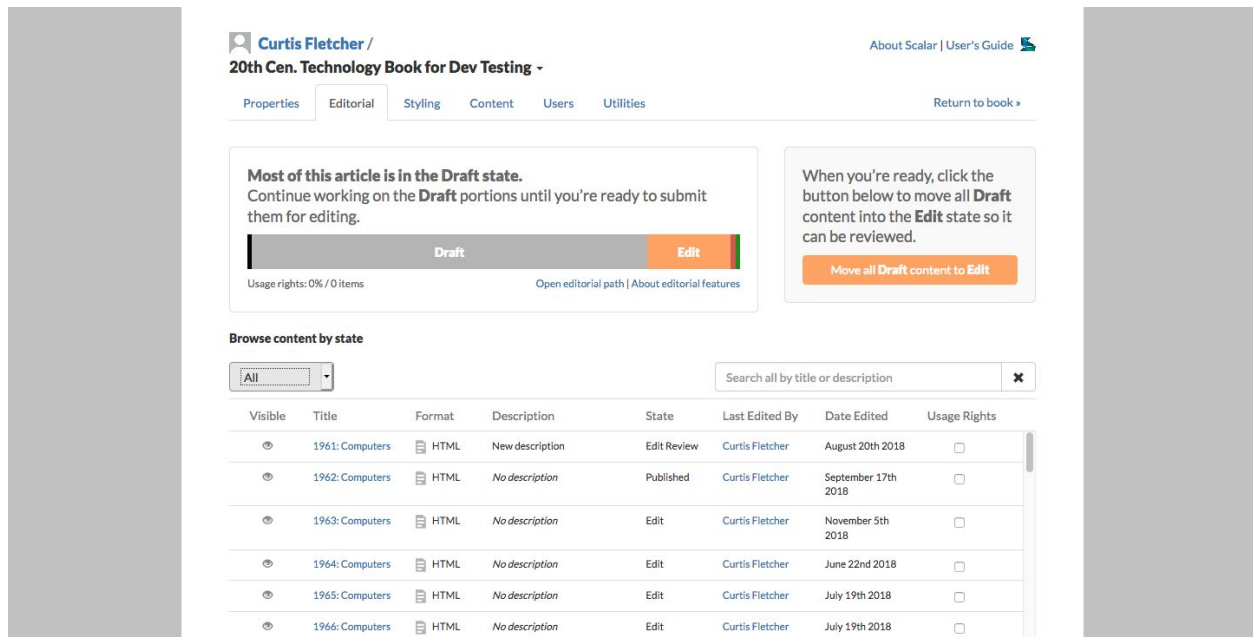 Curtis Fletcher /
About Scalar | User's Guide
20th Cen. Technology Book for Dev Testing
Properties Editorial Styling Content Users Utilities Return to book »
Most of this article is in the Draft state.
Continue working on the Draft portions until you're ready to submit
them for editing.
Draft Edit
Usage rights: 0% / 0 items Open editorial path | About editorial features
When you're ready, click the
button below to move all Draft
content into the Edit state so it
can be reviewed.
Move all Draft content to Edit
Browse content by state
All
Search all by title or description
Visible Title Format Description State Last Edited By Date Edited Usage Rights
1961: Computers HTML New description Edit Review Curtis Fletcher August 20th 2018
1962: Computers HTML No description Published Curtis Fletcher September 17th
2018
1963: Computers HTML No description Edit Curtis Fletcher November 5th
2018
1964: Computers HTML No description Edit Curtis Fletcher June 22nd 2018
1965: Computers HTML No description Edit Curtis Fletcher July 19th 2018
1966: Computers HTML No description Edit Curtis Fletcher July 19th 2018